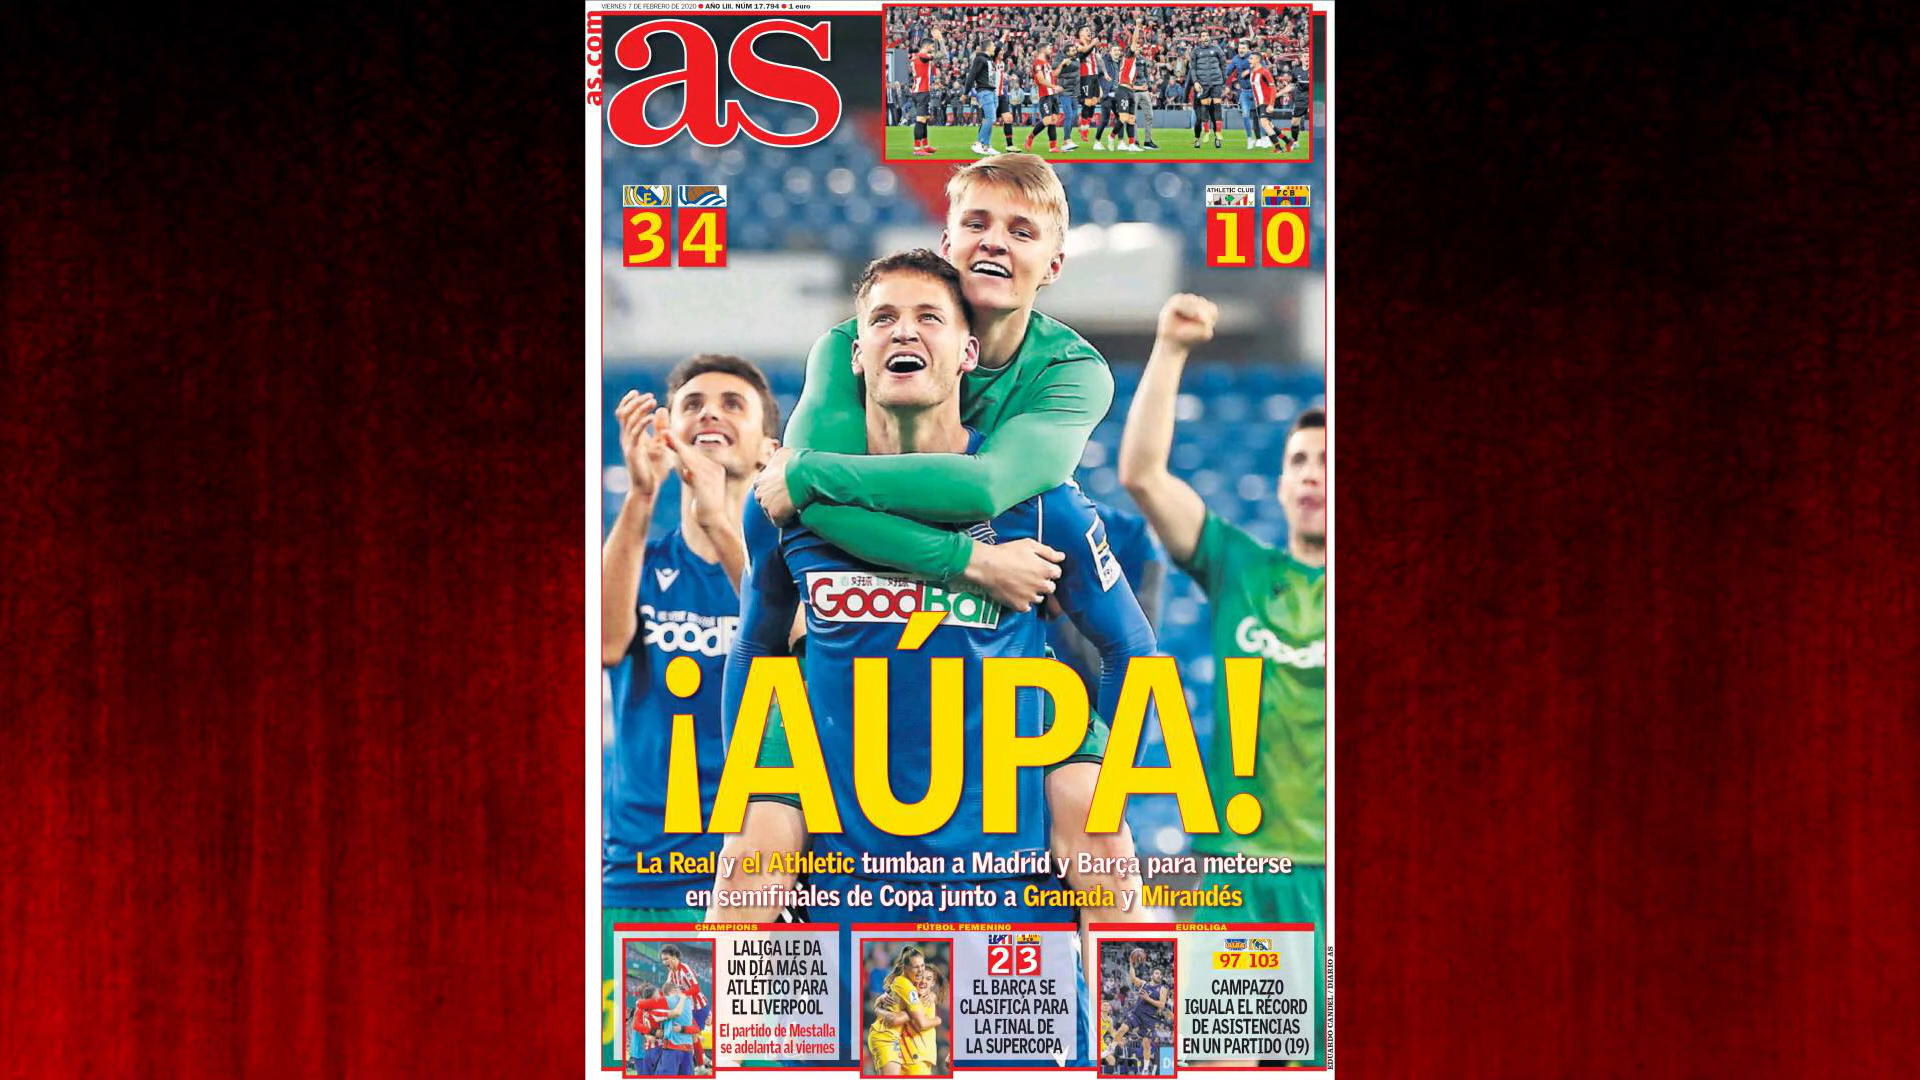 VIERNES 7 DE FEBRERO DE 2020 ● AÑO LIII. NÚM 17.794 ● 1 euro
as.com
as
ATHLETIC CLUB
FCB
3 4
1 0
GOODBall
GOODB
Good
¡AÚPA!
La Real y el Athletic tumban a Madrid y Barça para meterse
en semifinales de Copa junto a Granada y Mirandés
CHAMPIONS
LALIGA LE DA
UN DÍA MÁS AL
ATLÉTICO PARA
EL LIVERPOOL
El partido de Mestalla
se adelanta al viernes
FÚTBOL FEMENINO
2 3
EL BARÇA SE
CLASIFICA PARA
LA FINAL DE
LA SUPERCOPA
EUROLIGA
97 103
CAMPAZZO
IGUALA EL RÉCORD
DE ASISTENCIAS
EN UN PARTIDO (19)
EDUARDO CANDEL / DIARIO AS